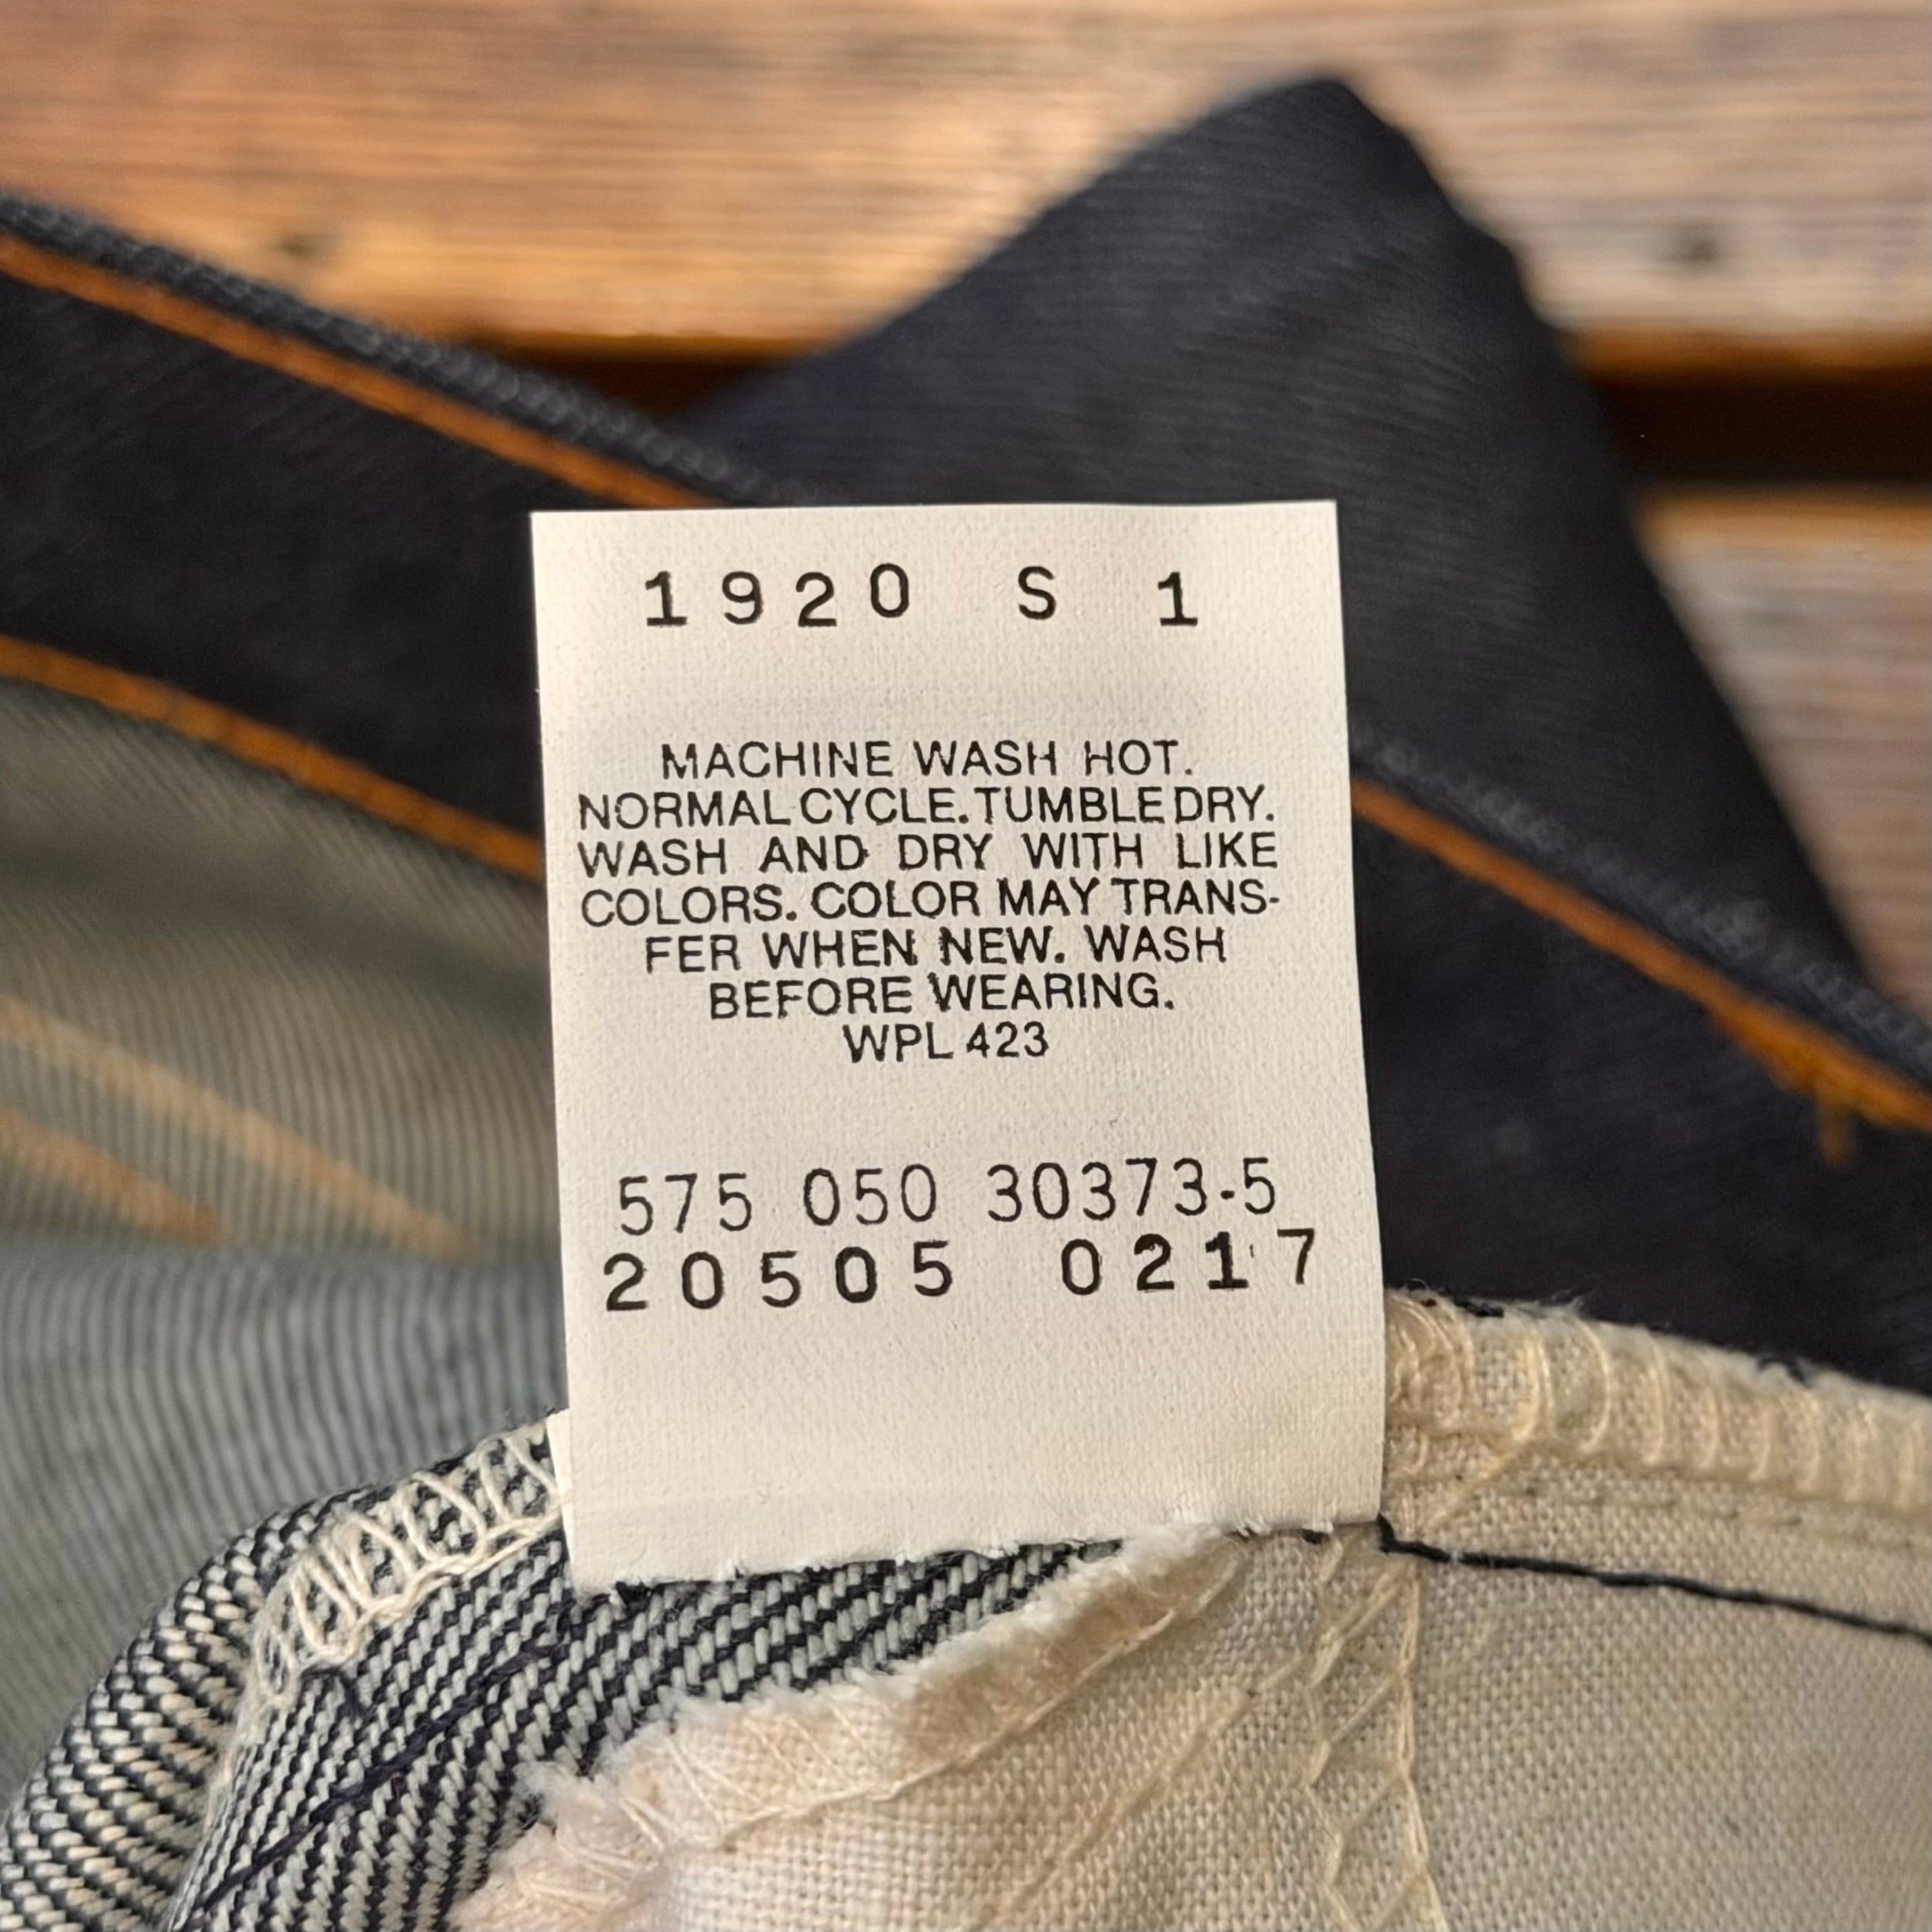 1920 S 1
MACHINE WASH HOT.
NORMAL CYCLE. TUMBLE DRY.
WASH AND DRY WITH LIKE
COLORS. COLOR MAY TRANS-
FER WHEN NEW. WASH
BEFORE WEARING.
WPL 423
575 050 30373-5
20505 0217